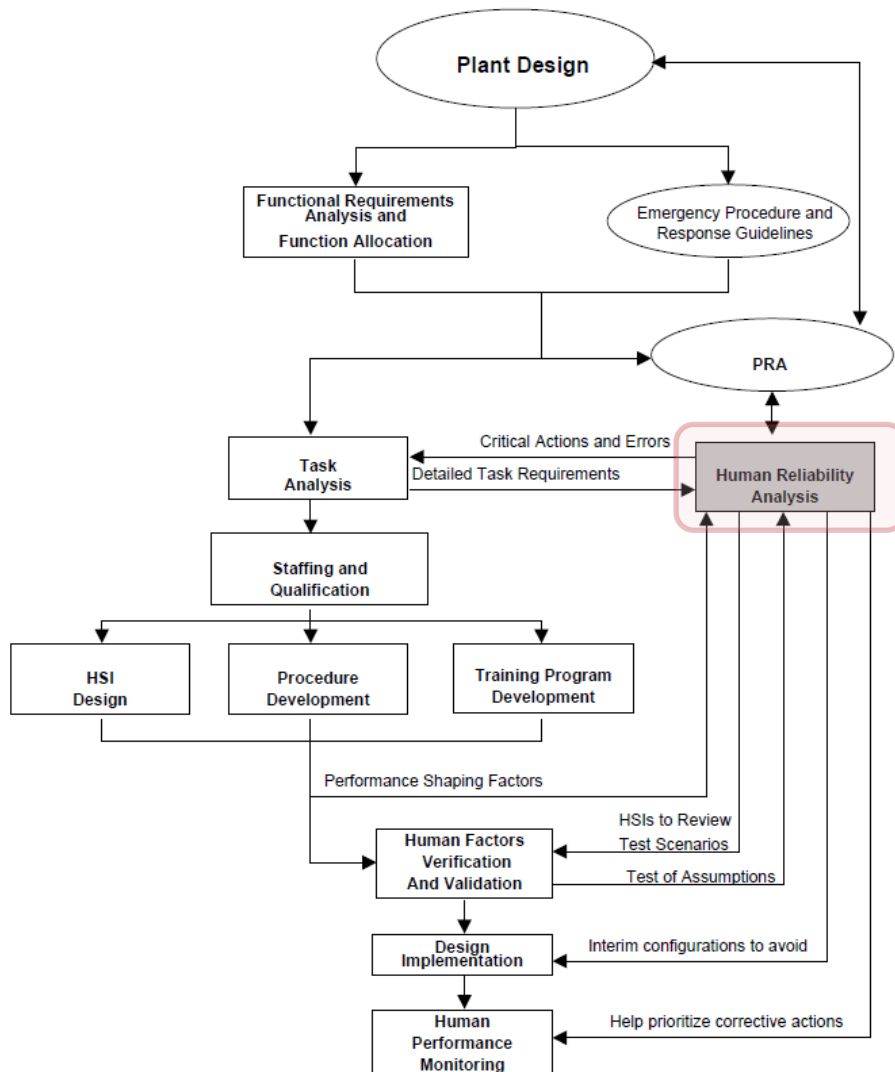 Plant Design
Functional Requirements
Analysis and
Function Allocation
Emergency Procedure and
Response Guidelines
PRA
Critical Actions and Errors
Task
Analysis
Detailed Task Requirements
Human Reliability
Analysis
Staffing and
Qualification
HSI
Design
Procedure
Development
Training Program
Development
Performance Shaping Factors
HSIs to Review
Test Scenarios
Human Factors
Verification
And Validation
Test of Assumptions
Design
Implementation
Interim configurations to avoid
Human
Performance
Monitoring
Help prioritize corrective actions